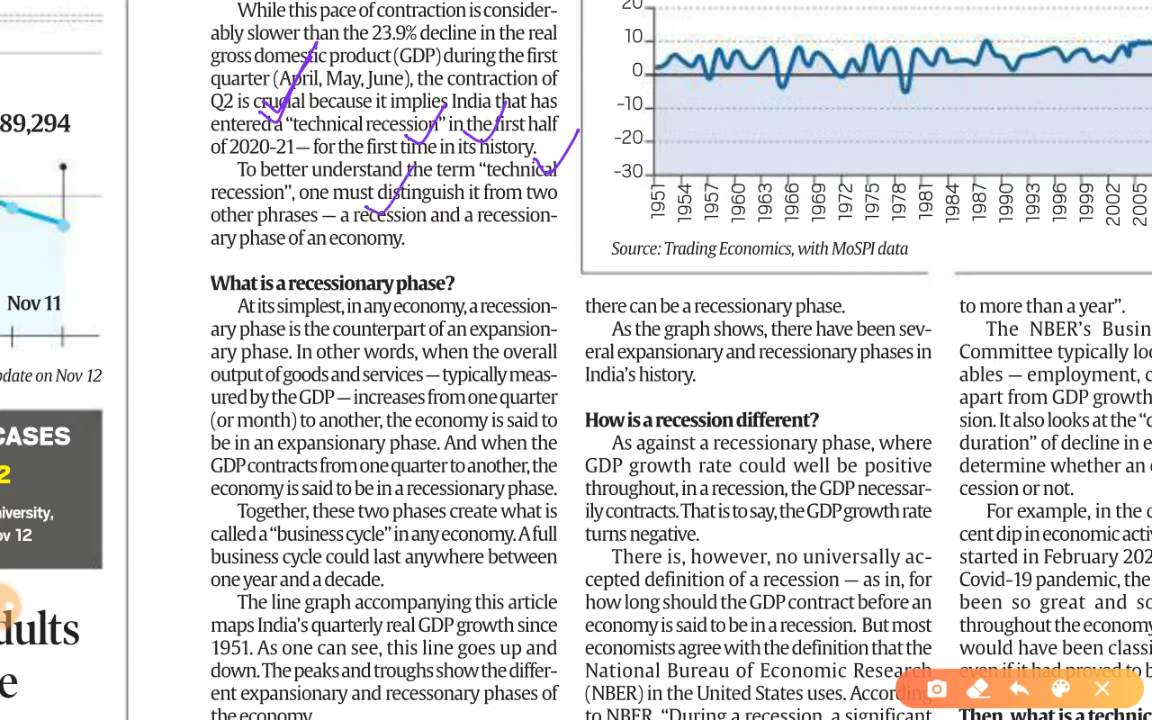 89,294
Nov 11
pdate on Nov 12
CASES
2
niversity,
ov 12
dults
e
While this pace of contraction is consider-
ably slower than the 23.9% decline in the real
gross domestic product (GDP) during the first
quarter (April, May, June), the contraction of
Q2 is crucial because it implies India that has
entered a “technical recession” in the first half
of 2020-21 — for the first time in its history.
To better understand the term “technical
recession”, one must distinguish it from two
other phrases — a recession and a recession-
ary phase of an economy.
What is a recessionary phase?
At its simplest, in any economy, a recession-
ary phase is the counterpart of an expansion-
ary phase. In other words, when the overall
output of goods and services — typically meas-
ured by the GDP — increases from one quarter
(or month) to another, the economy is said to
be in an expansionary phase. And when the
GDP contracts from one quarter to another, the
economy is said to be in a recessionary phase.
Together, these two phases create what is
called a “business cycle” in any economy. A full
business cycle could last anywhere between
one year and a decade.
The line graph accompanying this article
maps India's quarterly real GDP growth since
1951. As one can see, this line goes up and
down. The peaks and troughs show the differ-
ent expansionary and recessonary phases of
the economy.
20
10
0
-10
-20
-30
1951 1954 1957 1960 1963 1966 1969 1972 1975 1978 1981 1984 1987 1990 1993 1996 1999 2002 2005
Source: Trading Economics, with MoSPI data
there can be a recessionary phase.
As the graph shows, there have been sev-
eral expansionary and recessionary phases in
India's history.
How is a recession different?
As against a recessionary phase, where
GDP growth rate could well be positive
throughout, in a recession, the GDP necessar-
ily contracts. That is to say, the GDP growth rate
turns negative.
There is, however, no universally ac-
cepted definition of a recession — as in, for
how long should the GDP contract before an
economy is said to be in a recession. But most
economists agree with the definition that the
National Bureau of Economic Research
(NBER) in the United States uses. According
to NBER, “During a recession, a significant
to more than a year”.
The NBER's Busin
Committee typically loo
ables — employment, c
apart from GDP growth
sion. It also looks at the “d
duration” of decline in e
determine whether an e
cession or not.
For example, in the c
cent dip in economic activ
started in February 202
Covid-19 pandemic, the
been so great and so
throughout the economy
would have been classi
even if it had proved to b
Then, what is a technic